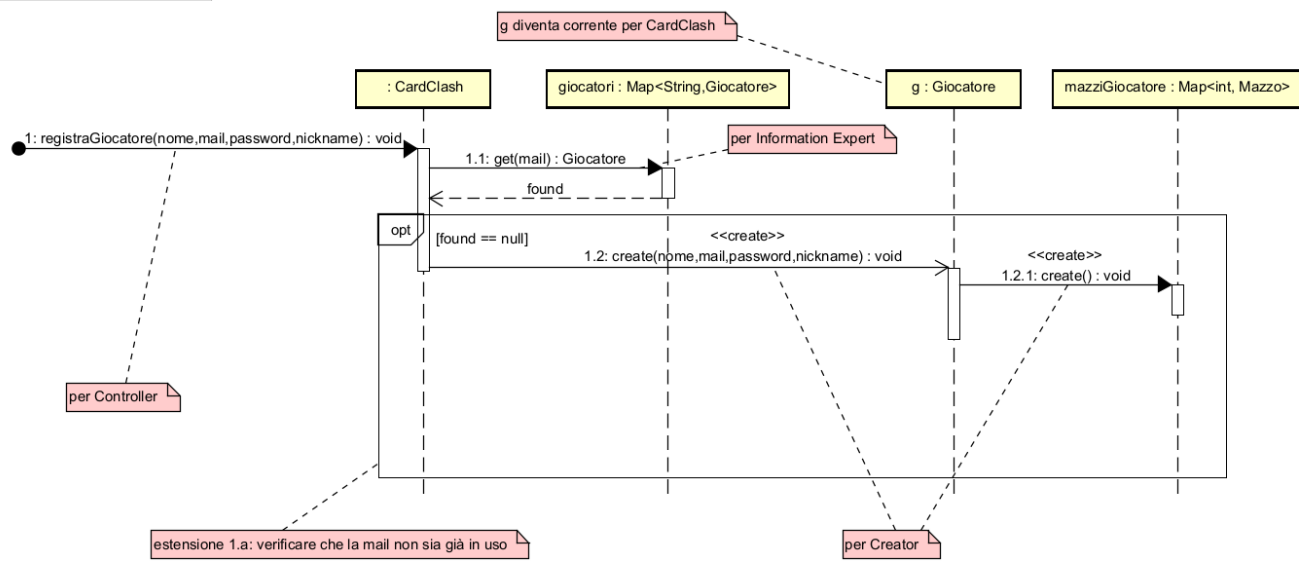 g diventa corrente per CardClash
: CardClash
giocatori : Map<String,Giocatore>
g : Giocatore
mazziGiocatore : Map<int, Mazzo>
1: registraGiocatore(nome,mail,password,nickname) : void
per Information Expert
1.1: get(mail) : Giocatore
found
opt
[found == null]
<<create>>
1.2: create(nome,mail,password,nickname) : void
<<create>>
1.2.1: create() : void
per Controller
estensione 1.a: verificare che la mail non sia già in uso
per Creator